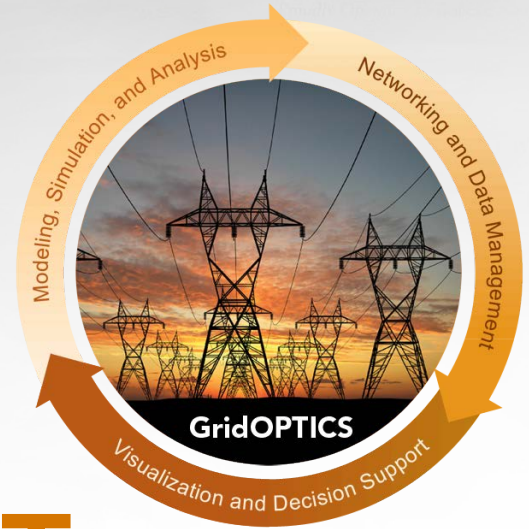 Modeling, Simulation, and Analysis
Networking and Data Management
GridOPTICS
Visualization and Decision Support